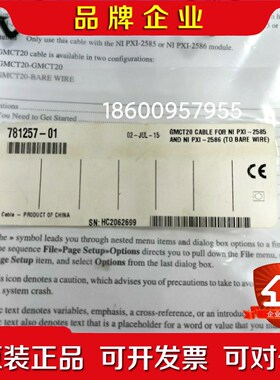 品牌企业
Only use this cable with the NI PXI-2585 or NI PXI-2586 module.
GMCT20 cable is available in two configurations:
GMCT20-GMCT20
GMCT20-BARE WIRE
You Need to Get Started
18600957955
781257-01
02-JUL-15
GMCT20 CABLE FOR NI PXI-2585
AND NI PXI-2586 (TO BARE WIRE)
Cable - PRODUCT OF CHINA
SN: HC2062699
The » symbol leads you through nested menu items and dialog box options to
sequence File»Page Setup»Options directs you to pull down the File menu,
Page Setup item, and select Options from the last dialog box.
icon denotes a caution, which advises you of precautions to take to avoid
system crash.
text denotes variables, emphasis, a cross-reference, or an introduction to a key
also denotes text that is a placeholder for a word or value that
企业
原装正品 可开发票 可对公